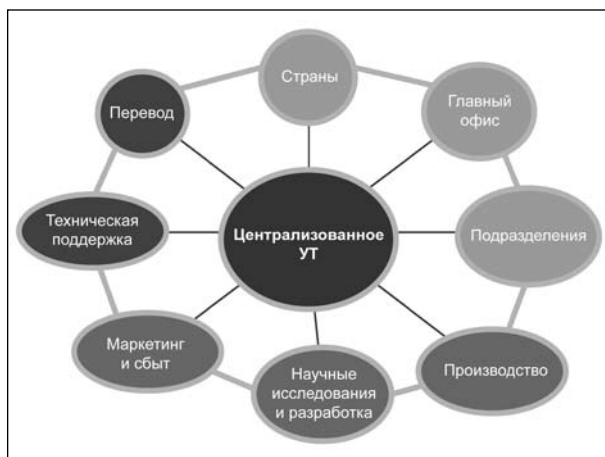 Страны
Главный
офис
Перевод
Техническая
поддержка
Централизованное
УТ
Подразделения
Маркетинг
и сбыт
Научные
исследования
и разработка
Производство